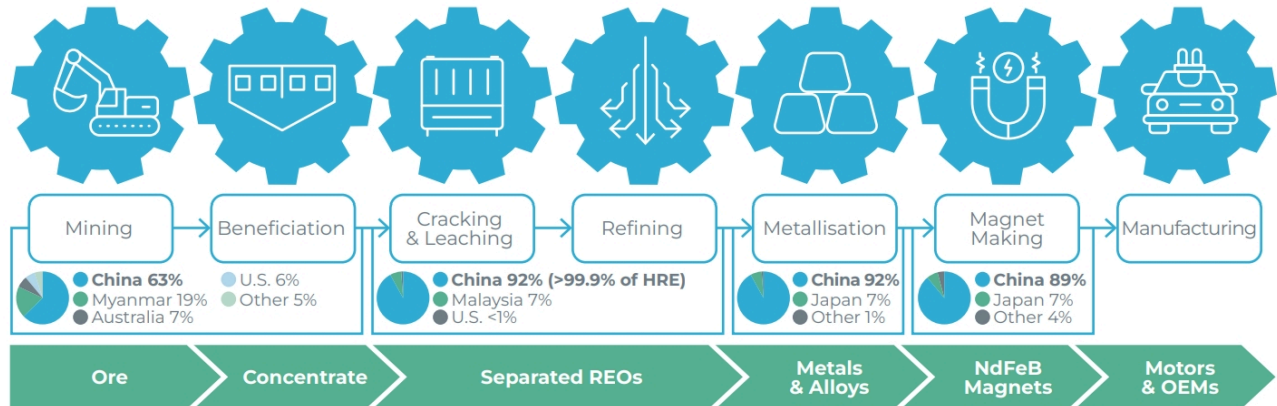 Mining
Beneficiation
Cracking
& Leaching
Refining
Metallisation
Magnet
Making
Manufacturing
China 63%
Myanmar 19%
Australia 7%
U.S. 6%
Other 5%
China 92% (>99.9% of HRE)
Malaysia 7%
U.S. <1%
China 92%
Japan 7%
Other 1%
China 89%
Japan 7%
Other 4%
Ore
Concentrate
Separated REOs
Metals
& Alloys
NdFeB
Magnets
Motors
& OEMs